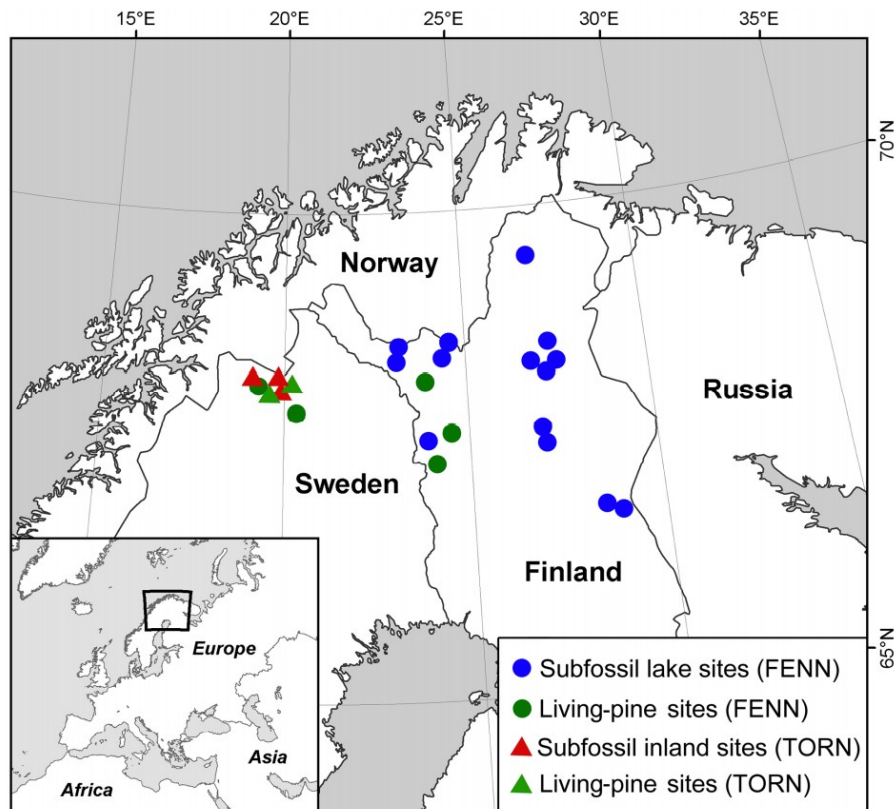 15°E 20°E 25°E 30°E 35°E
70°N
Norway
Russia
Sweden
Finland
65°N
Europe
Asia
Africa
Subfossil lake sites (FENN)
Living-pine sites (FENN)
Subfossil inland sites (TORN)
Living-pine sites (TORN)